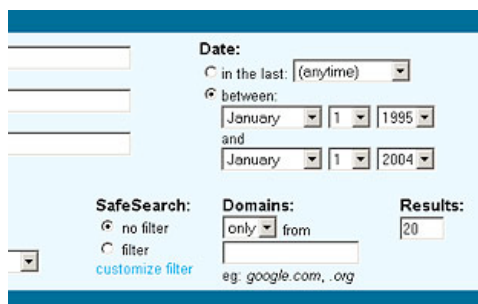 Date:
in the last: (anytime)
between:
January 1 1995
and
January 1 2004
SafeSearch: Domains: Results:
no filter only from 20
filter
customize filter
eg: google.com, .org